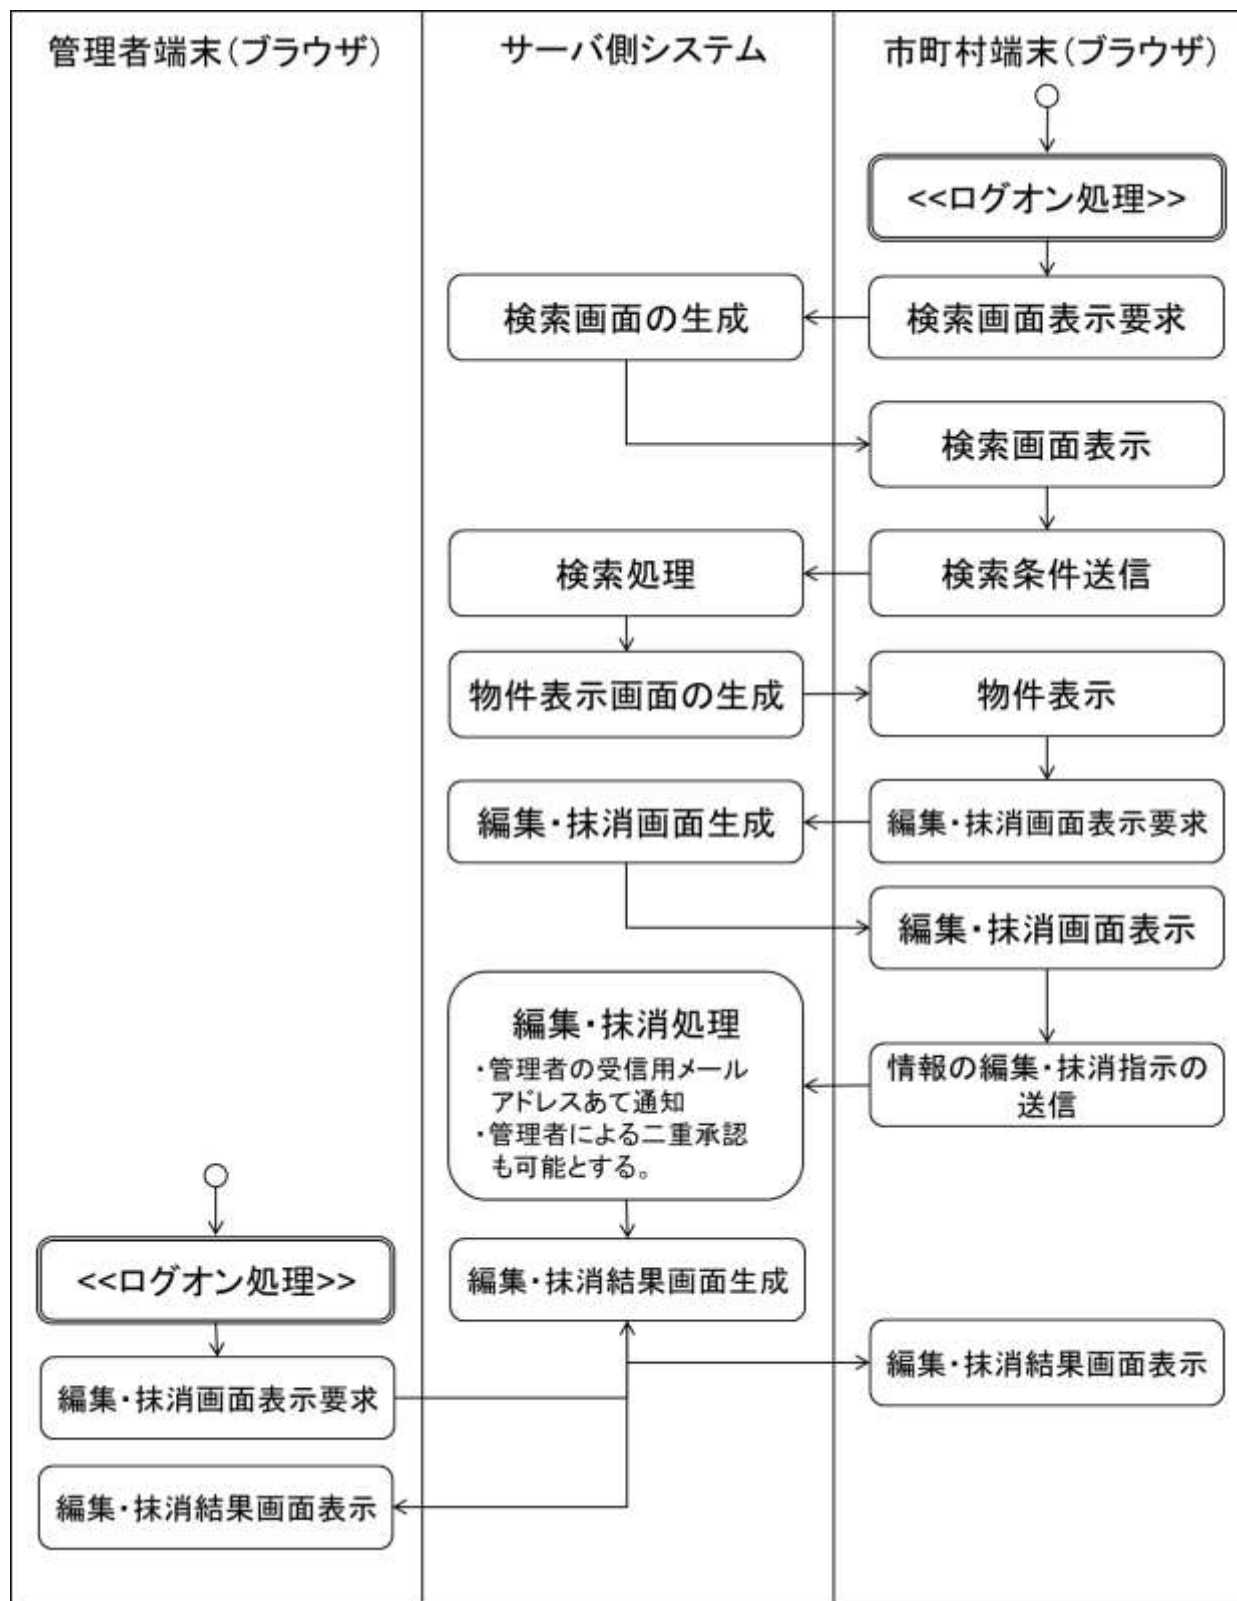 管理者端末(ブラウザ)
サーバ側システム
市町村端末(ブラウザ)
<<ログオン処理>>
検索画面の生成
検索画面表示要求
検索画面表示
検索処理
検索条件送信
物件表示画面の生成
物件表示
編集・抹消画面生成
編集・抹消画面表示要求
編集・抹消画面表示
編集・抹消処理
・管理者の受信用メール
アドレスあて通知
・管理者による二重承認
も可能とする。
情報の編集・抹消指示の
送信
<<ログオン処理>>
編集・抹消結果画面生成
編集・抹消結果画面表示
編集・抹消画面表示要求
編集・抹消結果画面表示